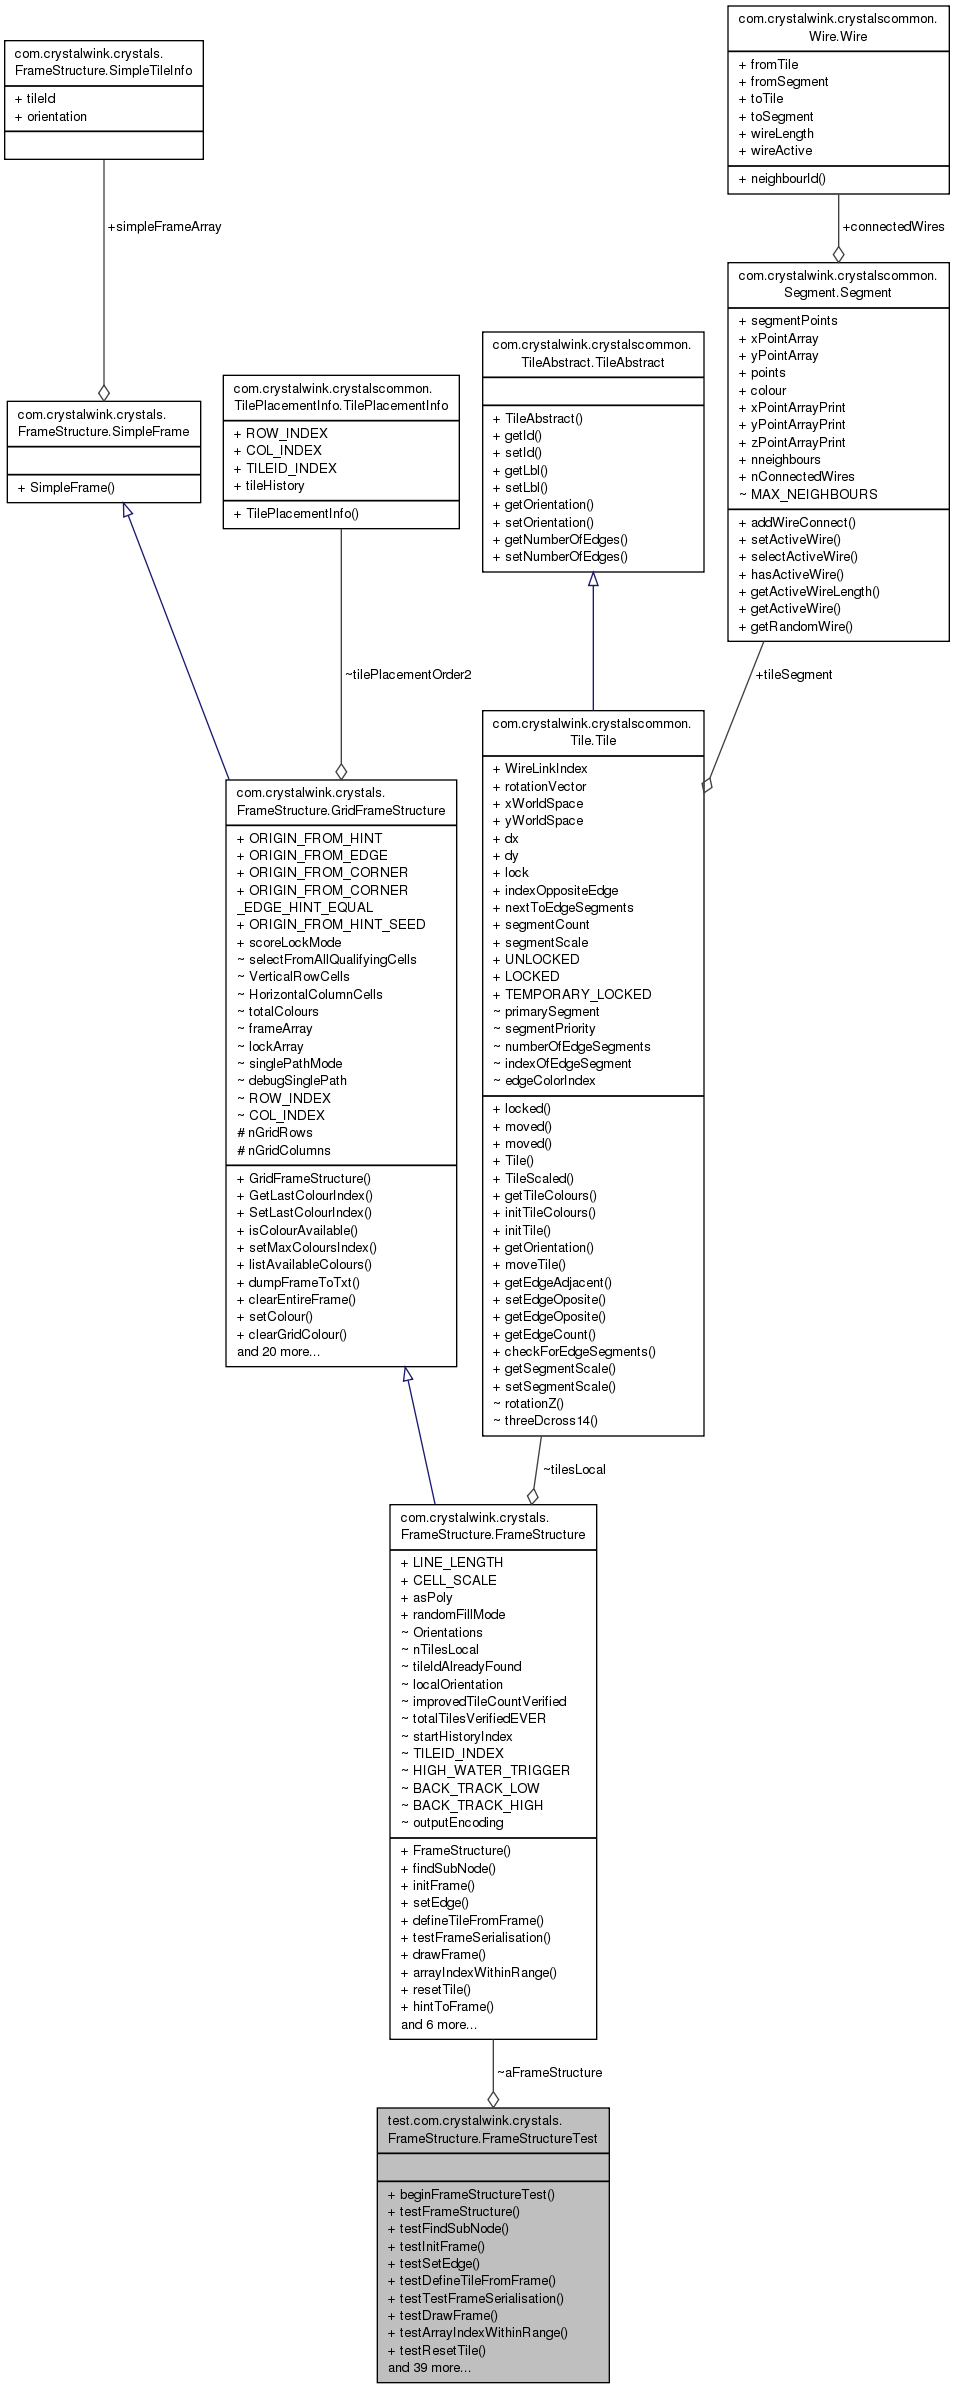 com.crystalwink.crystals.
FrameStructure.SimpleTileInfo
+ tileId
+ orientation
+simpleFrameArray
com.crystalwink.crystals.
FrameStructure.SimpleFrame
+ SimpleFrame()
com.crystalwink.crystalscommon.
TilePlacementInfo.TilePlacementInfo
+ ROW_INDEX
+ COL_INDEX
+ TILEID_INDEX
+ tileHistory
+ TilePlacementInfo()
~tilePlacementOrder2
com.crystalwink.crystalscommon.
TileAbstract.TileAbstract
+ TileAbstract()
+ getId()
+ setId()
+ getLbl()
+ setLbl()
+ getOrientation()
+ setOrientation()
+ getNumberOfEdges()
+ setNumberOfEdges()
com.crystalwink.crystalscommon.
Wire.Wire
+ fromTile
+ fromSegment
+ toTile
+ toSegment
+ wireLength
+ wireActive
+ neighbourId()
+connectedWires
com.crystalwink.crystalscommon.
Segment.Segment
+ segmentPoints
+ xPointArray
+ yPointArray
+ points
+ colour
+ xPointArrayPrint
+ yPointArrayPrint
+ zPointArrayPrint
+ nneighbours
+ nConnectedWires
~ MAX_NEIGHBOURS
+ addWireConnect()
+ setActiveWire()
+ selectActiveWire()
+ hasActiveWire()
+ getActiveWireLength()
+ getActiveWire()
+ getRandomWire()
+tileSegment
com.crystalwink.crystals.
FrameStructure.GridFrameStructure
+ ORIGIN_FROM_HINT
+ ORIGIN_FROM_EDGE
+ ORIGIN_FROM_CORNER
+ ORIGIN_FROM_CORNER
_EDGE_HINT_EQUAL
+ ORIGIN_FROM_HINT_SEED
+ scoreLockMode
~ selectFromAllQualifyingCells
~ VerticalRowCells
~ HorizontalColumnCells
~ totalColours
~ frameArray
~ lockArray
~ singlePathMode
~ debugSinglePath
~ ROW_INDEX
~ COL_INDEX
# nGridRows
# nGridColumns
+ GridFrameStructure()
+ GetLastColourIndex()
+ SetLastColourIndex()
+ isColourAvailable()
+ setMaxColoursIndex()
+ listAvailableColours()
+ dumpFrameToTxt()
+ clearEntireFrame()
+ setColour()
+ clearGridColour()
and 20 more...
com.crystalwink.crystalscommon.
Tile.Tile
+ WireLinkIndex
+ rotationVector
+ xWorldSpace
+ yWorldSpace
+ dx
+ dy
+ lock
+ indexOppositeEdge
+ nextToEdgeSegments
+ segmentCount
+ segmentScale
+ UNLOCKED
+ LOCKED
+ TEMPORARY_LOCKED
~ primarySegment
~ segmentPriority
~ numberOfEdgeSegments
~ indexOfEdgeSegment
~ edgeColorIndex
+ locked()
+ moved()
+ moved()
+ Tile()
+ TileScaled()
+ getTileColours()
+ initTileColours()
+ initTile()
+ getOrientation()
+ moveTile()
+ getEdgeAdjacent()
+ setEdgeOposite()
+ getEdgeOposite()
+ getEdgeCount()
+ checkForEdgeSegments()
+ getSegmentScale()
+ setSegmentScale()
~ rotationZ()
~ threeDcross14()
~tilesLocal
com.crystalwink.crystals.
FrameStructure.FrameStructure
+ LINE_LENGTH
+ CELL_SCALE
+ asPoly
+ randomFillMode
~ Orientations
~ nTilesLocal
~ tileIdAlreadyFound
~ localOrientation
~ improvedTileCountVerified
~ totalTilesVerifiedEVER
~ startHistoryIndex
~ TILEID_INDEX
~ HIGH_WATER_TRIGGER
~ BACK_TRACK_LOW
~ BACK_TRACK_HIGH
~ outputEncoding
+ FrameStructure()
+ findSubNode()
+ initFrame()
+ setEdge()
+ defineTileFromFrame()
+ testFrameSerialisation()
+ drawFrame()
+ arrayIndexWithinRange()
+ resetTile()
+ hintToFrame()
and 6 more...
~aFrameStructure
test.com.crystalwink.crystals.
FrameStructure.FrameStructureTest
+ beginFrameStructureTest()
+ testFrameStructure()
+ testFindSubNode()
+ testInitFrame()
+ testSetEdge()
+ testDefineTileFromFrame()
+ testTestFrameSerialisation()
+ testDrawFrame()
+ testArrayIndexWithinRange()
+ testResetTile()
and 39 more...